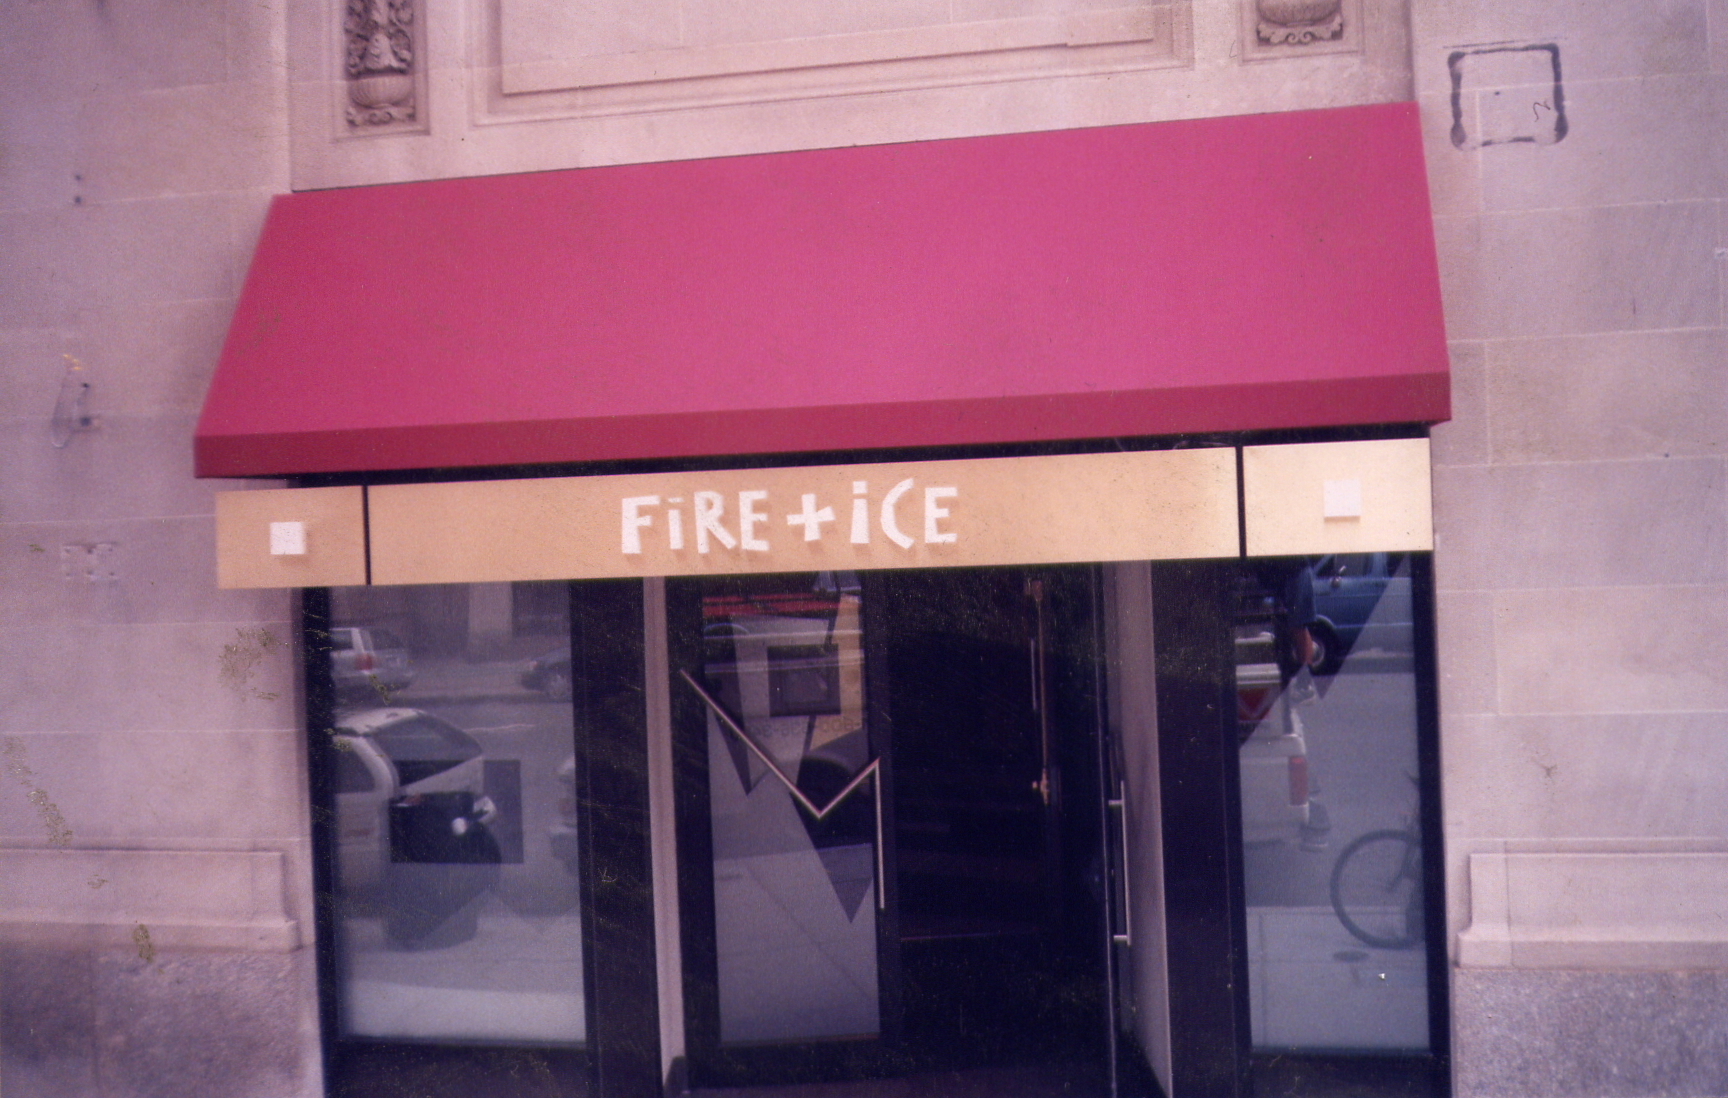 FiRE + iCE